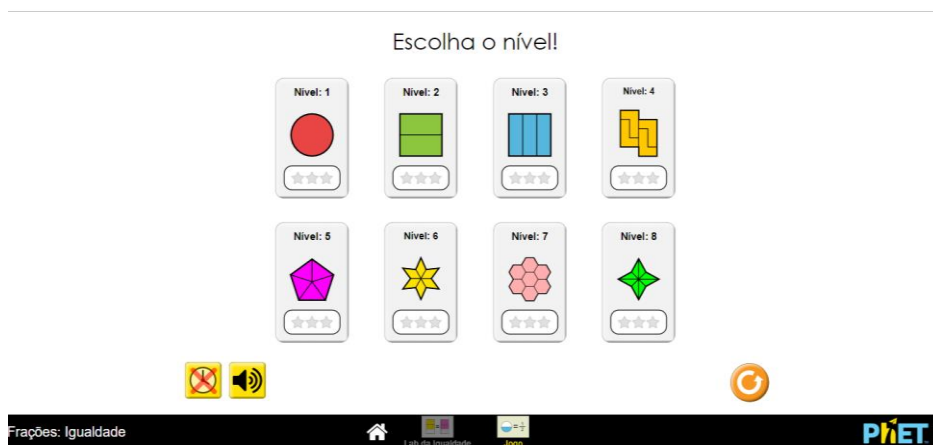 Escolha o nível!
Nível: 1
Nível: 2
Nível: 3
Nível: 4
Nível: 5
Nível: 6
Nível: 7
Nível: 8
Frações: Igualdade
Lab da Igualdade
Jogo
PhET